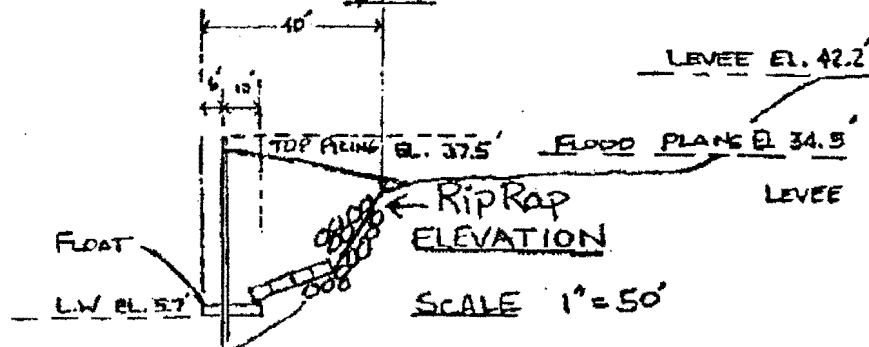 40'
LEVEE EL. 42.2'
6' 10'
TOP PILING EL. 37.5'
FLOOD PLANE EL 34.5'
RipRap
LEVEE
ELEVATION
FLOAT
L.W EL. 5.7'
SCALE 1" = 50'